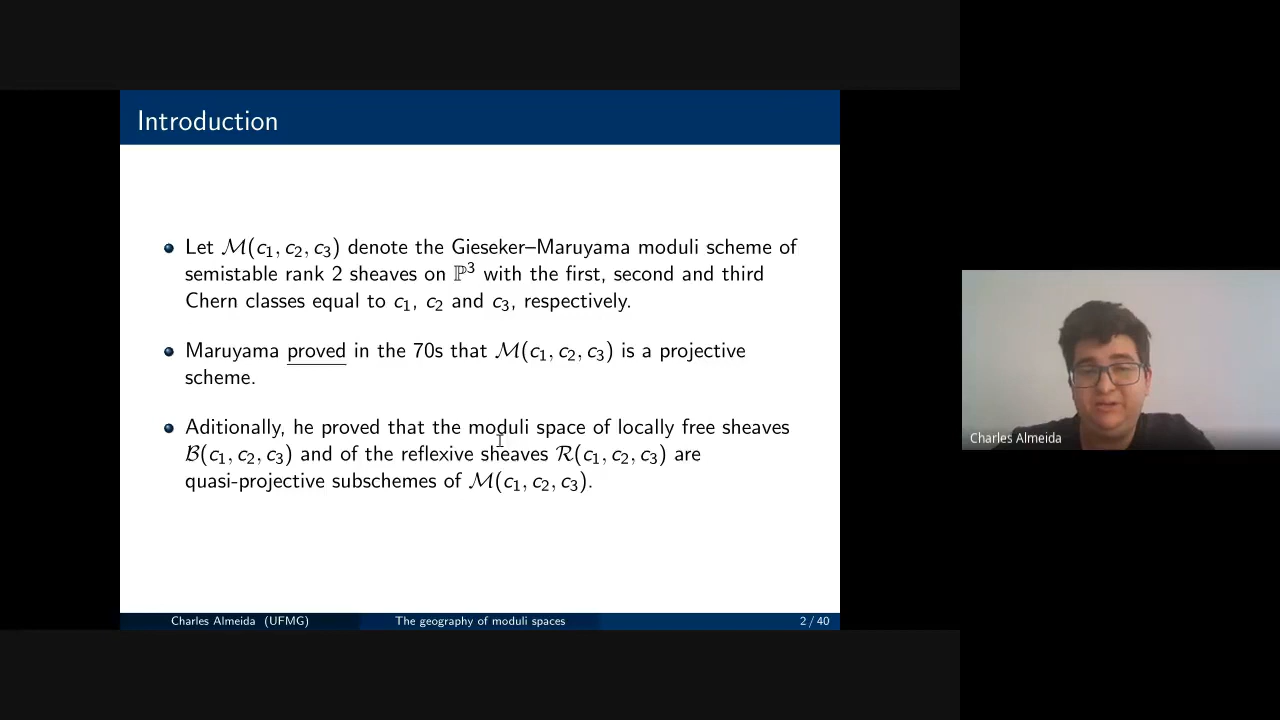 Introduction
Let M(c₁, c₂, c₃) denote the Gieseker–Maruyama moduli scheme of
semistable rank 2 sheaves on ℙ³ with the first, second and third
Chern classes equal to c₁, c₂ and c₃, respectively.
Maruyama proved in the 70s that M(c₁, c₂, c₃) is a projective
scheme.
Aditionally, he proved that the moduli space of locally free sheaves
B(c₁, c₂, c₃) and of the reflexive sheaves R(c₁, c₂, c₃) are
quasi-projective subschemes of M(c₁, c₂, c₃).
Charles Almeida (UFMG) The geography of moduli spaces 2 / 40
Charles Almeida